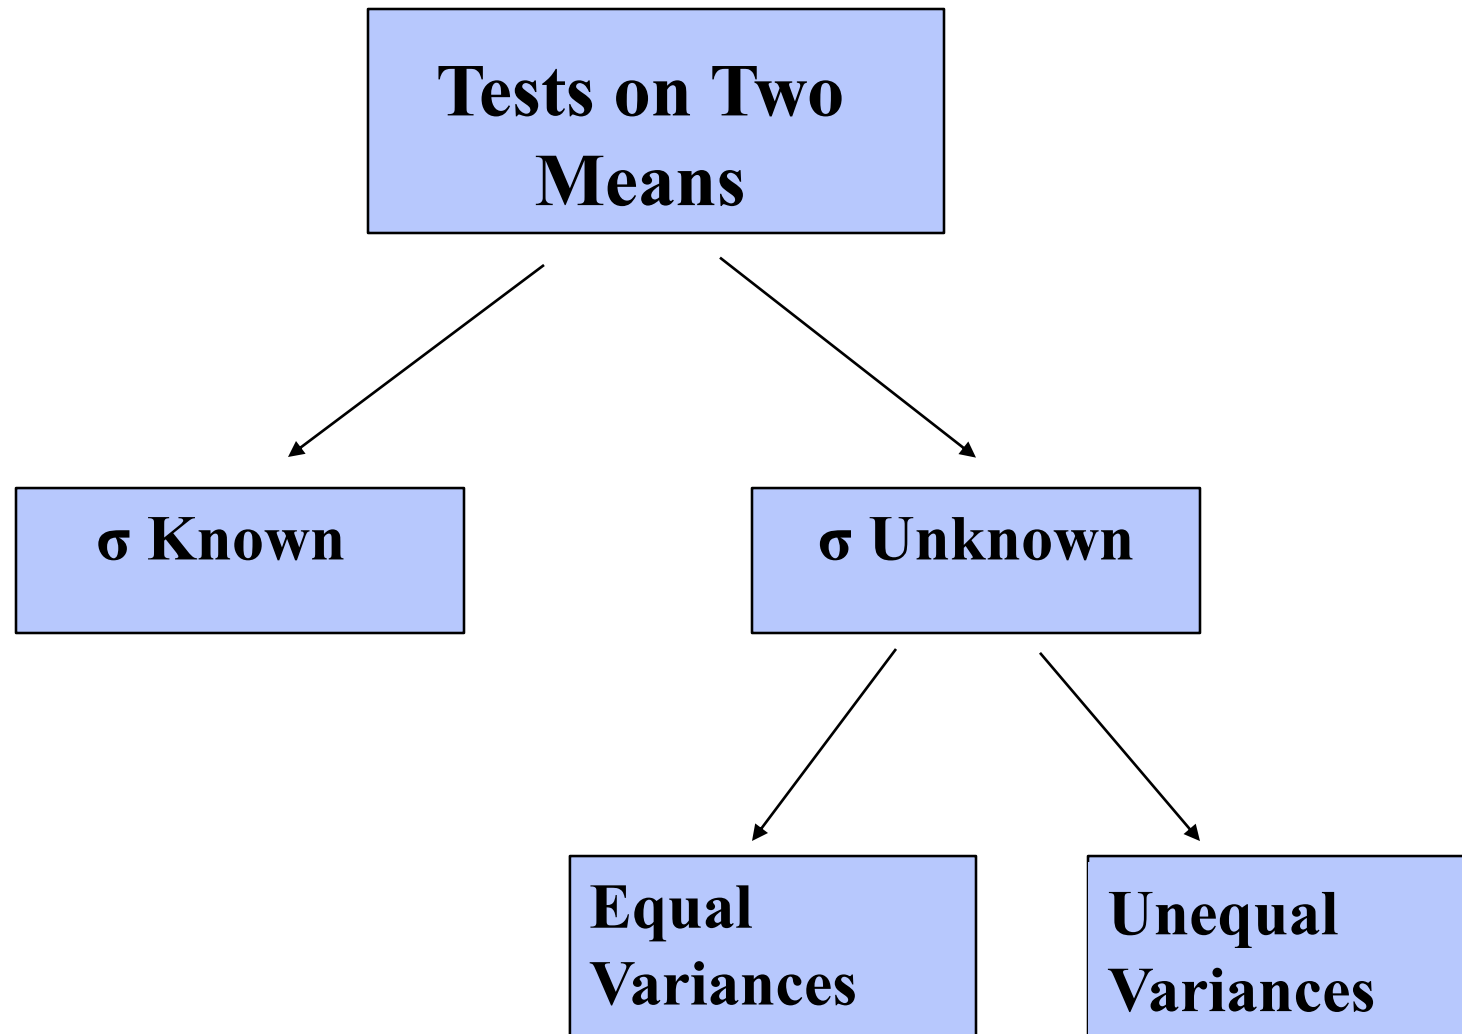 Tests on Two
Means
σ Known
σ Unknown
Equal
Variances
Unequal
Variances